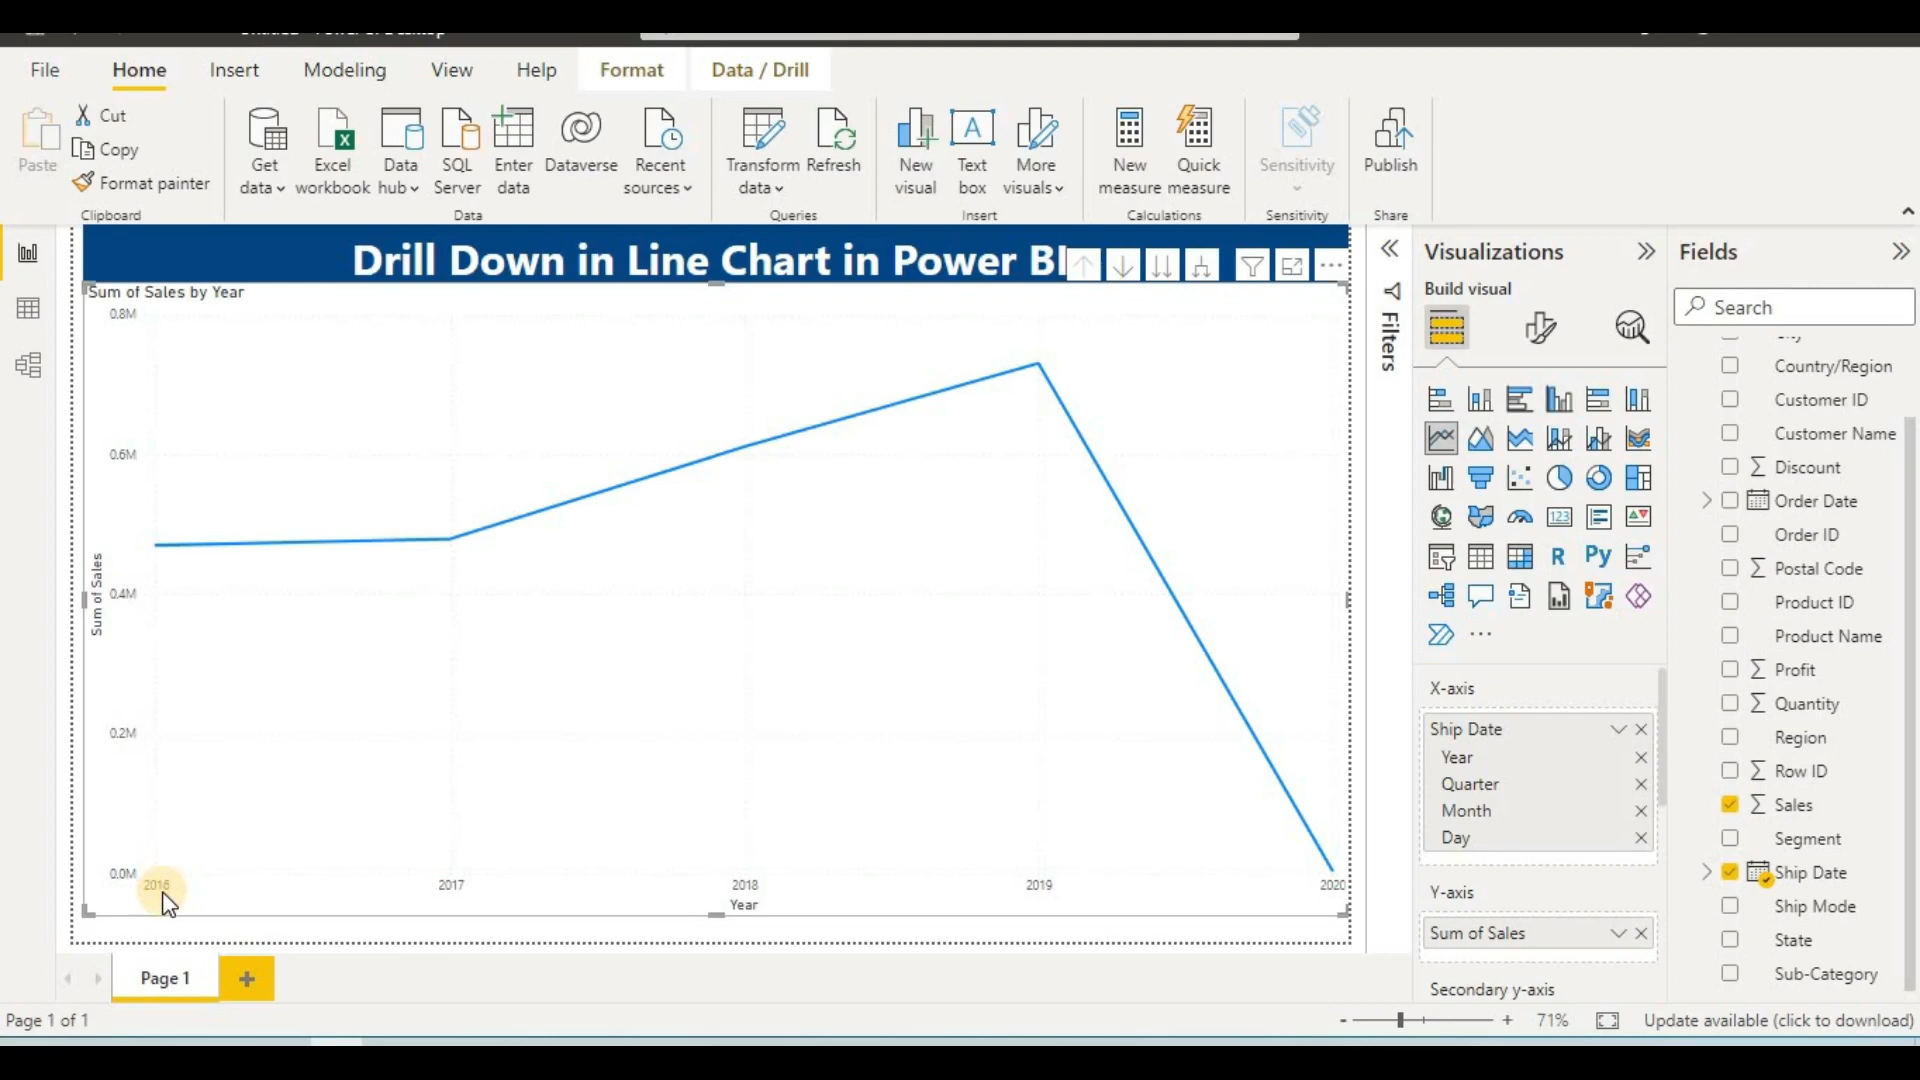 File
Home
Insert
Modeling
View
Help
Format
Data / Drill
Paste
Cut
Copy
Format painter
Clipboard
Get data
Excel workbook
Data hub
SQL Server
Enter data
Dataverse
Recent sources
Data
Transform data
Refresh
Queries
New visual
Text box
More visuals
Insert
New measure
Quick measure
Calculations
Sensitivity
Sensitivity
Publish
Share
Drill Down in Line Chart in Power BI
Sum of Sales by Year
0.8M
0.6M
0.4M
0.2M
0.0M
Sum of Sales
2016
2017
2018
2019
2020
Year
Filters
Visualizations
Build visual
123
R
Py
X-axis
Ship Date
Year
Quarter
Month
Day
Y-axis
Sum of Sales
Secondary y-axis
Fields
Search
Country/Region
Customer ID
Customer Name
Discount
Order Date
Order ID
Postal Code
Product ID
Product Name
Profit
Quantity
Region
Row ID
Sales
Segment
Ship Date
Ship Mode
State
Sub-Category
Page 1
Page 1 of 1
- + 71%
Update available (click to download)